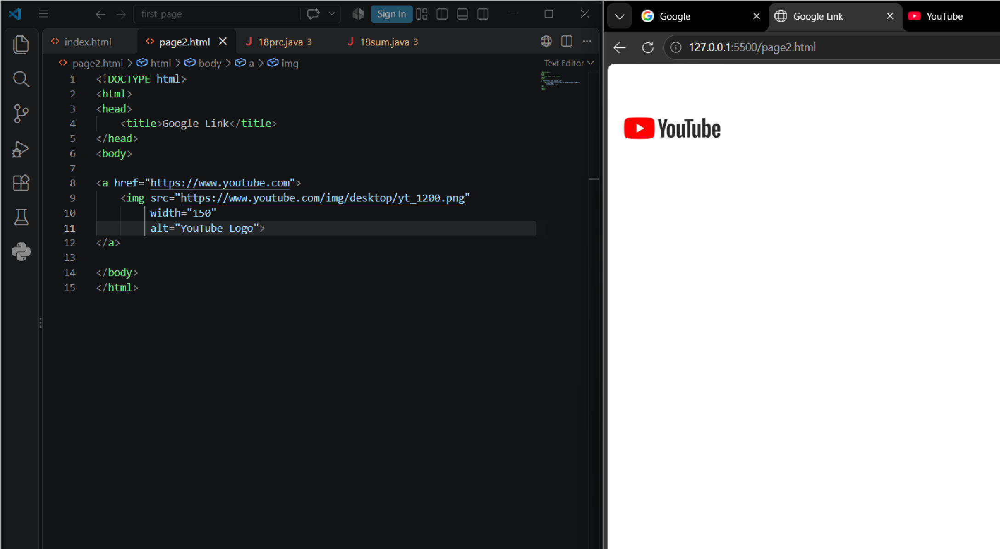 first_page
Sign In
index.html
page2.html
18prc.java 3
18sum.java 3
page2.html > html > body > a > img
Text Editor
1 <!DOCTYPE html>
2 <html>
3 <head>
4     <title>Google Link</title>
5 </head>
6 <body>
7
8 <a href="https://www.youtube.com">
9     <img src="https://www.youtube.com/img/desktop/yt_1200.png"
10          width="150"
11          alt="YouTube Logo">
12 </a>
13
14 </body>
15 </html>
Google
Google Link
YouTube
127.0.0.1:5500/page2.html
YouTube